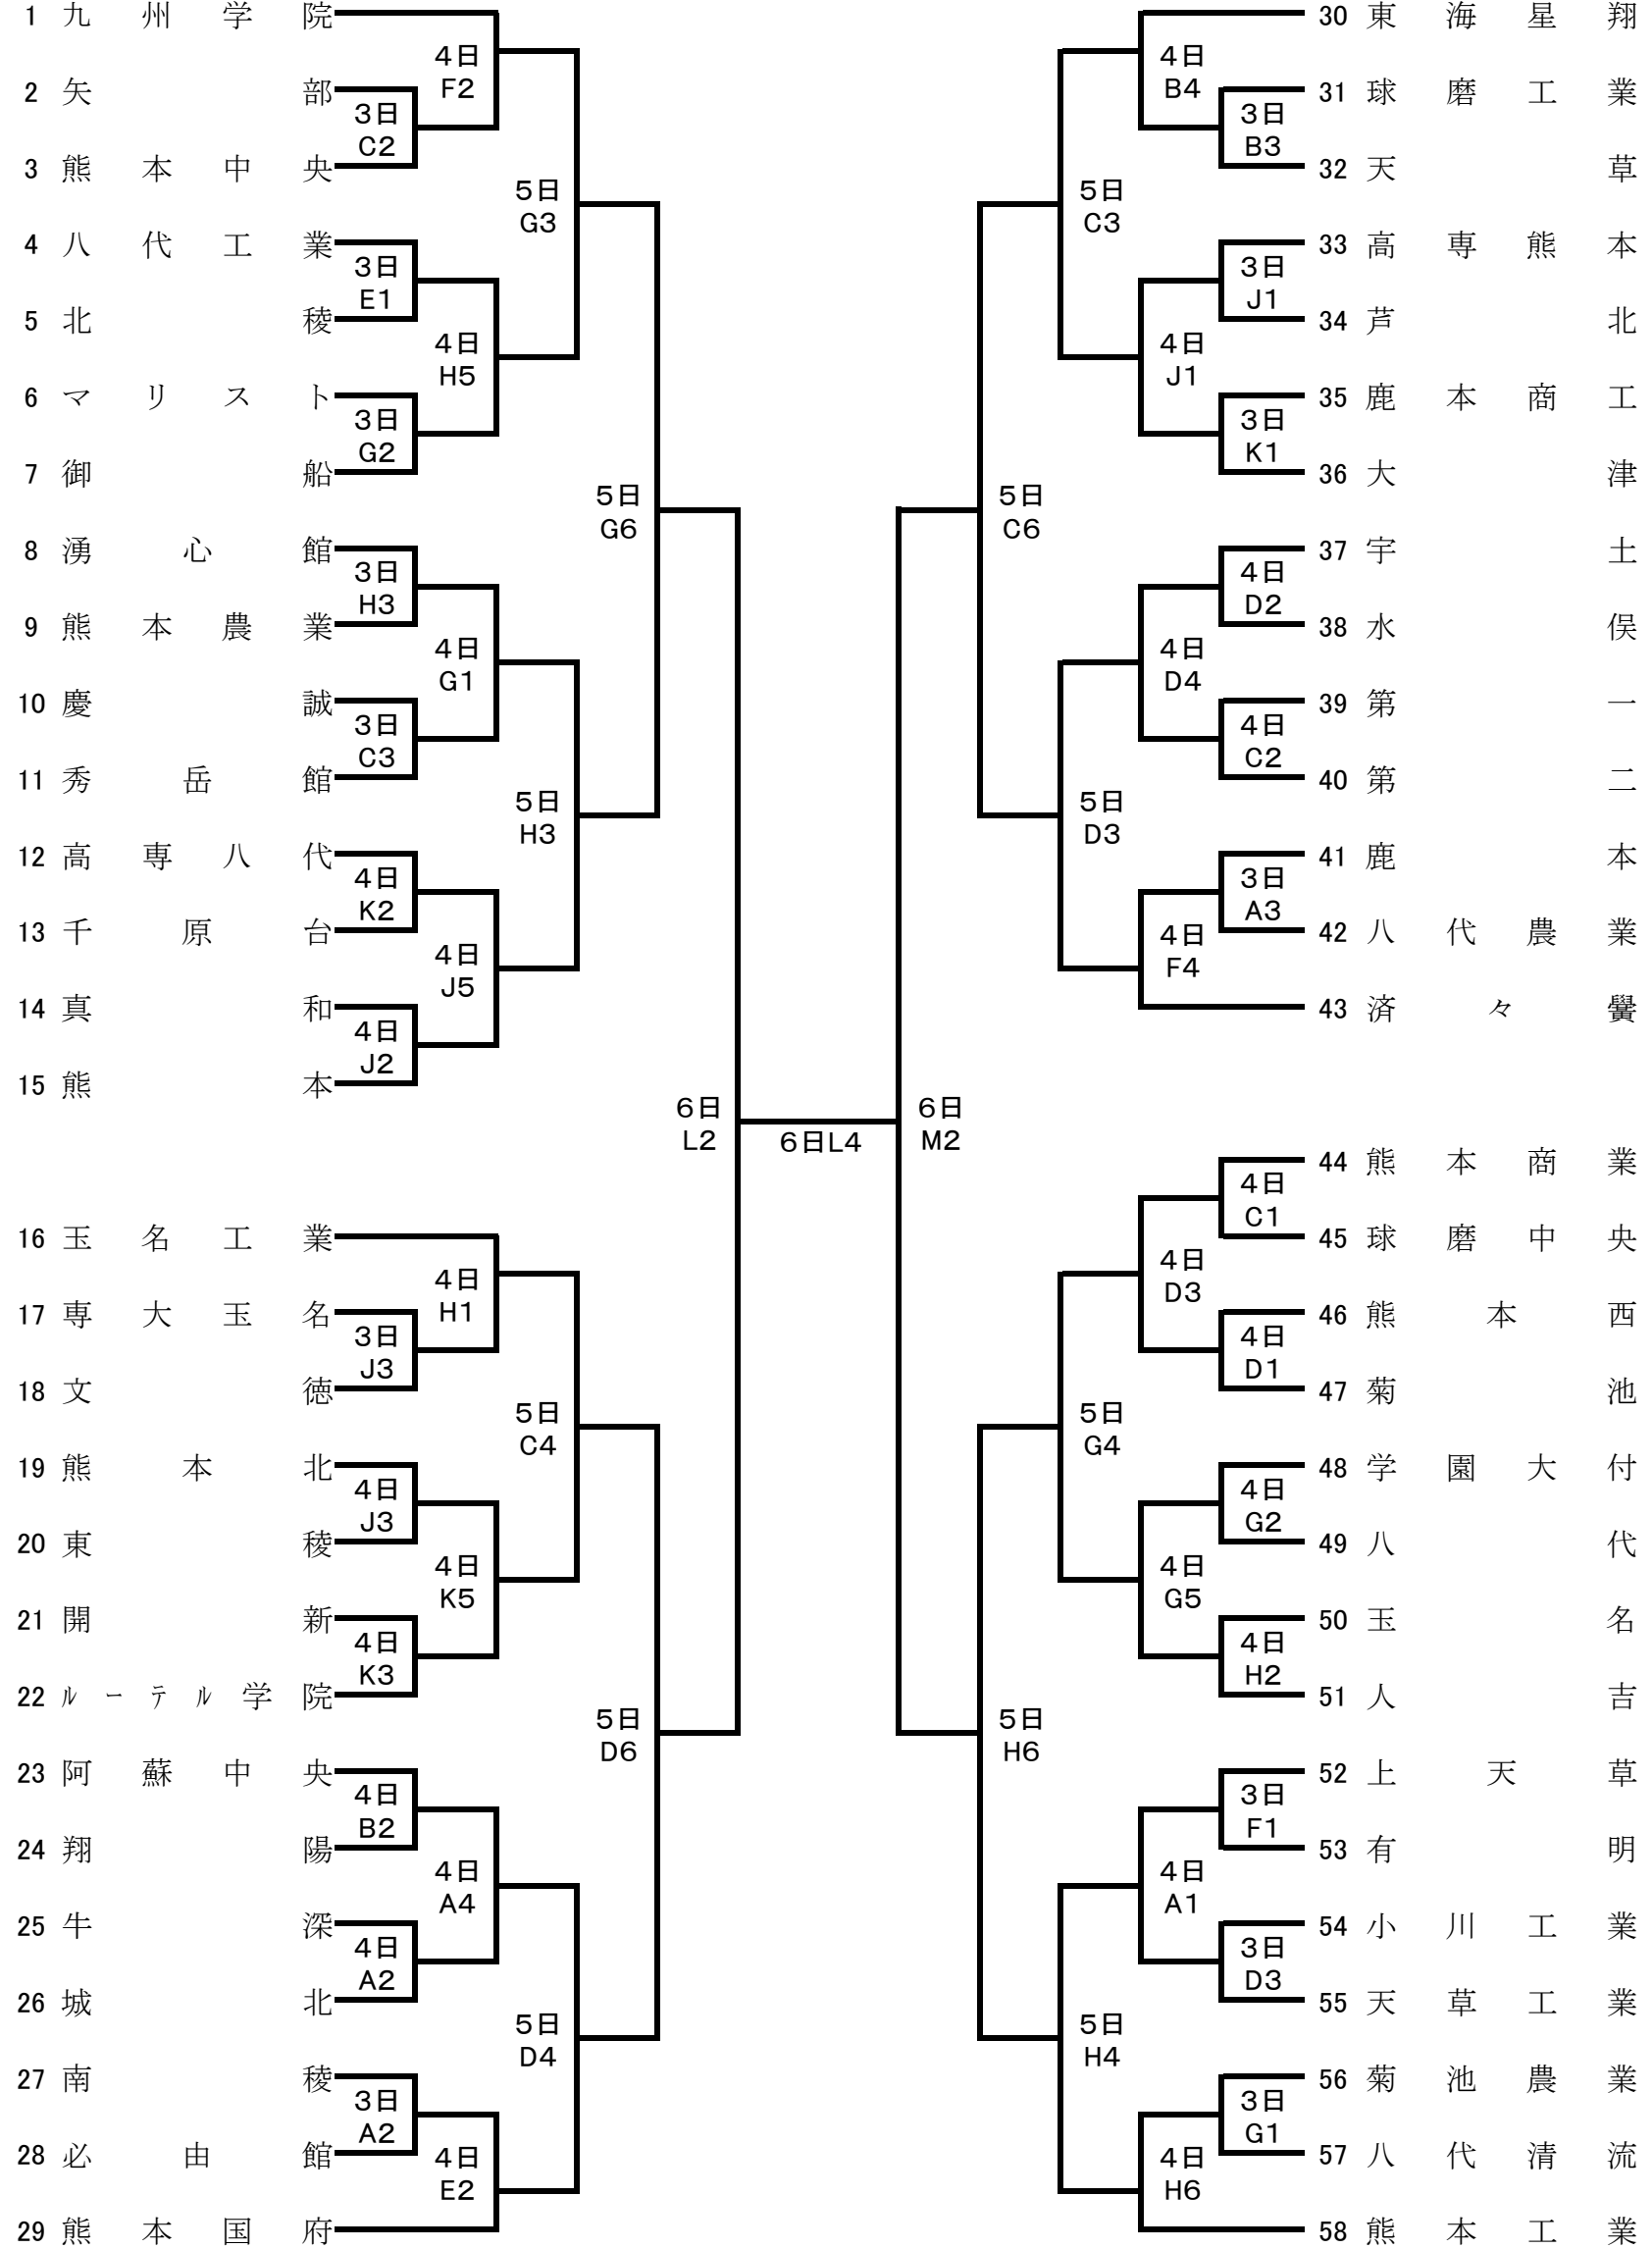 1 九州学院
4日
F2
2 矢部
3日
C2
3 熊本中央
5日
G3
4 八代工業
3日
E1
5 北稜
4日
H5
6 マリスト
3日
G2
7 御船
5日
G6
8 湧心館
3日
H3
9 熊本農業
4日
G1
10 慶誠
3日
C3
11 秀岳館
5日
H3
12 高専八代
4日
K2
13 千原台
4日
J5
14 真和
4日
J2
15 熊本
6日
L2
16 玉名工業
4日
H1
17 専大玉名
3日
J3
18 文徳
5日
C4
19 熊本北
4日
J3
20 東稜
4日
K5
21 開新
4日
K3
22 ルーテル学院
5日
D6
23 阿蘇中央
4日
B2
24 翔陽
4日
A4
25 牛深
4日
A2
26 城北
5日
D4
27 南稜
3日
A2
28 必由館
4日
E2
29 熊本国府
6日L4
30 東海星翔
4日
B4
31 球磨工業
3日
B3
32 天草
5日
C3
33 高専熊本
3日
J1
34 芦北
4日
J1
35 鹿本商工
3日
K1
36 大津
5日
C6
37 宇土
4日
D2
38 水俣
4日
D4
39 第一
4日
C2
40 第二
5日
D3
41 鹿本
3日
A3
42 八代農業
4日
F4
43 済々黌
6日
M2
44 熊本商業
4日
C1
45 球磨中央
4日
D3
46 熊本西
4日
D1
47 菊池
5日
G4
48 学園大付
4日
G2
49 八代
4日
G5
50 玉名
4日
H2
51 人吉
5日
H6
52 上天草
3日
F1
53 有明
4日
A1
54 小川工業
3日
D3
55 天草工業
5日
H4
56 菊池農業
3日
G1
57 八代清流
4日
H6
58 熊本工業